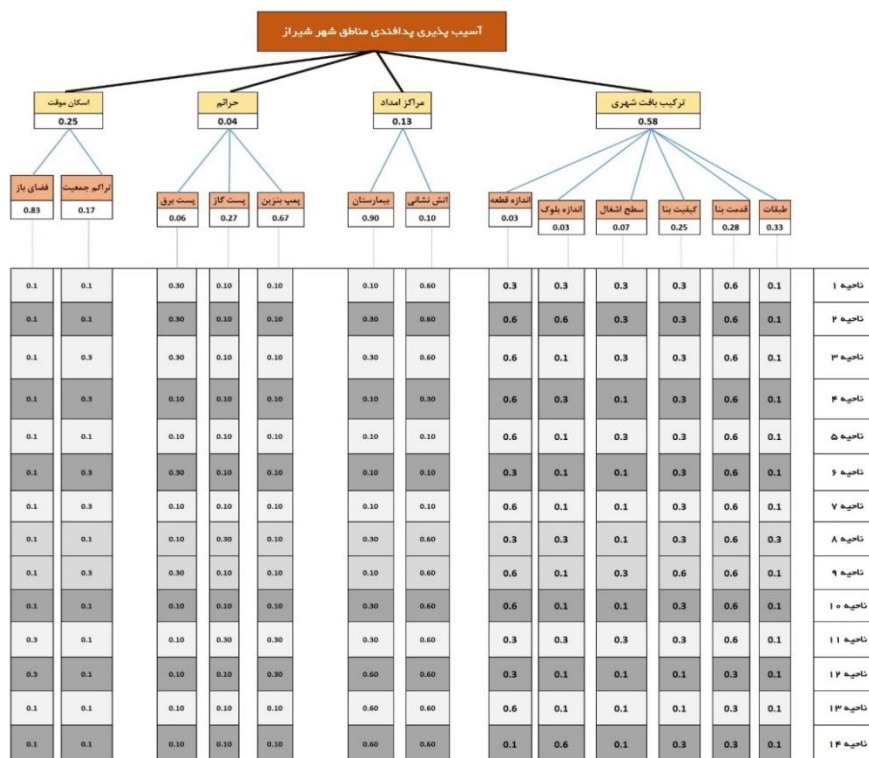 آسیب پذیری پدافندی مناطق شهر شیراز
ترکیب بافت شهری مراکز امداد حرائم اسکان موقت
0.58 0.13 0.04 0.25
طبقات قدمت بنا کیفیت بنا سطح اشغال اندازه بلوک اندازه قطعه اتش نشانی بیمارستان پمپ بنزین پست گاز پست برق تراکم جمعیت فضای باز
0.33 0.28 0.25 0.07 0.03 0.03 0.10 0.90 0.67 0.27 0.06 0.17 0.83
ناحیه ۱ 0.1 0.6 0.3 0.3 0.3 0.3 0.60 0.10 0.10 0.10 0.30 0.1 0.1
ناحیه ۲ 0.1 0.6 0.3 0.3 0.6 0.6 0.60 0.30 0.10 0.10 0.30 0.1 0.1
ناحیه ۳ 0.1 0.6 0.3 0.3 0.1 0.6 0.60 0.30 0.10 0.10 0.30 0.3 0.1
ناحیه ۴ 0.1 0.6 0.3 0.1 0.3 0.6 0.30 0.10 0.10 0.10 0.10 0.3 0.1
ناحیه ۵ 0.1 0.6 0.3 0.3 0.1 0.6 0.10 0.10 0.10 0.10 0.10 0.1 0.1
ناحیه ۶ 0.1 0.6 0.3 0.1 0.1 0.3 0.10 0.10 0.10 0.10 0.30 0.3 0.1
ناحیه ۷ 0.1 0.6 0.3 0.1 0.1 0.6 0.10 0.10 0.10 0.10 0.10 0.3 0.1
ناحیه ۸ 0.3 0.6 0.3 0.1 0.3 0.3 0.60 0.30 0.10 0.30 0.10 0.1 0.1
ناحیه ۹ 0.1 0.6 0.6 0.3 0.1 0.6 0.60 0.10 0.10 0.10 0.30 0.3 0.1
ناحیه ۱۰ 0.1 0.6 0.3 0.1 0.1 0.6 0.60 0.30 0.10 0.10 0.10 0.1 0.1
ناحیه ۱۱ 0.1 0.6 0.3 0.3 0.3 0.3 0.60 0.30 0.30 0.30 0.10 0.1 0.3
ناحیه ۱۲ 0.1 0.3 0.1 0.1 0.1 0.3 0.60 0.60 0.30 0.10 0.10 0.1 0.3
ناحیه ۱۳ 0.1 0.3 0.1 0.1 0.1 0.6 0.60 0.60 0.10 0.10 0.10 0.1 0.1
ناحیه ۱۴ 0.1 0.3 0.3 0.1 0.6 0.1 0.60 0.60 0.10 0.10 0.10 0.1 0.1